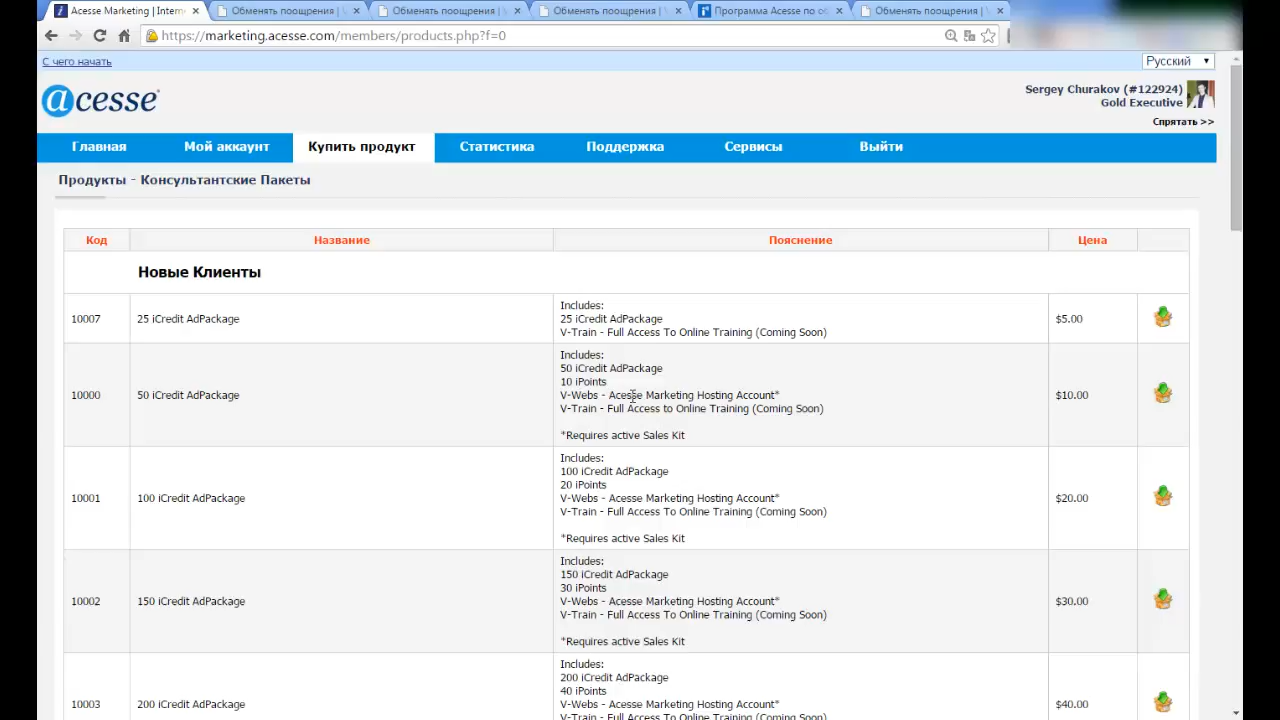 Acesse Marketing | Intern
Обменять поощрения |
Обменять поощрения |
Обменять поощрения |
Программа Acesse по об
Обменять поощрения |
https://marketing.acesse.com/members/products.php?f=0
С чего начать
Русский
acesse
Sergey Churakov (#122924)
Gold Executive
Спрятать >>
Главная
Мой аккаунт
Купить продукт
Статистика
Поддержка
Сервисы
Выйти
Продукты - Консультантские Пакеты
Код
Название
Пояснение
Цена
Новые Клиенты
10007
25 iCredit AdPackage
Includes:
25 iCredit AdPackage
V-Train - Full Access To Online Training (Coming Soon)
$5.00
10000
50 iCredit AdPackage
Includes:
50 iCredit AdPackage
10 iPoints
V-Webs - Acesse Marketing Hosting Account*
V-Train - Full Access to Online Training (Coming Soon)
*Requires active Sales Kit
$10.00
10001
100 iCredit AdPackage
Includes:
100 iCredit AdPackage
20 iPoints
V-Webs - Acesse Marketing Hosting Account*
V-Train - Full Access To Online Training (Coming Soon)
*Requires active Sales Kit
$20.00
10002
150 iCredit AdPackage
Includes:
150 iCredit AdPackage
30 iPoints
V-Webs - Acesse Marketing Hosting Account*
V-Train - Full Access To Online Training (Coming Soon)
*Requires active Sales Kit
$30.00
10003
200 iCredit AdPackage
Includes:
200 iCredit AdPackage
40 iPoints
V-Webs - Acesse Marketing Hosting Account*
V-Train - Full Access To Online Training (Coming Soon)
$40.00